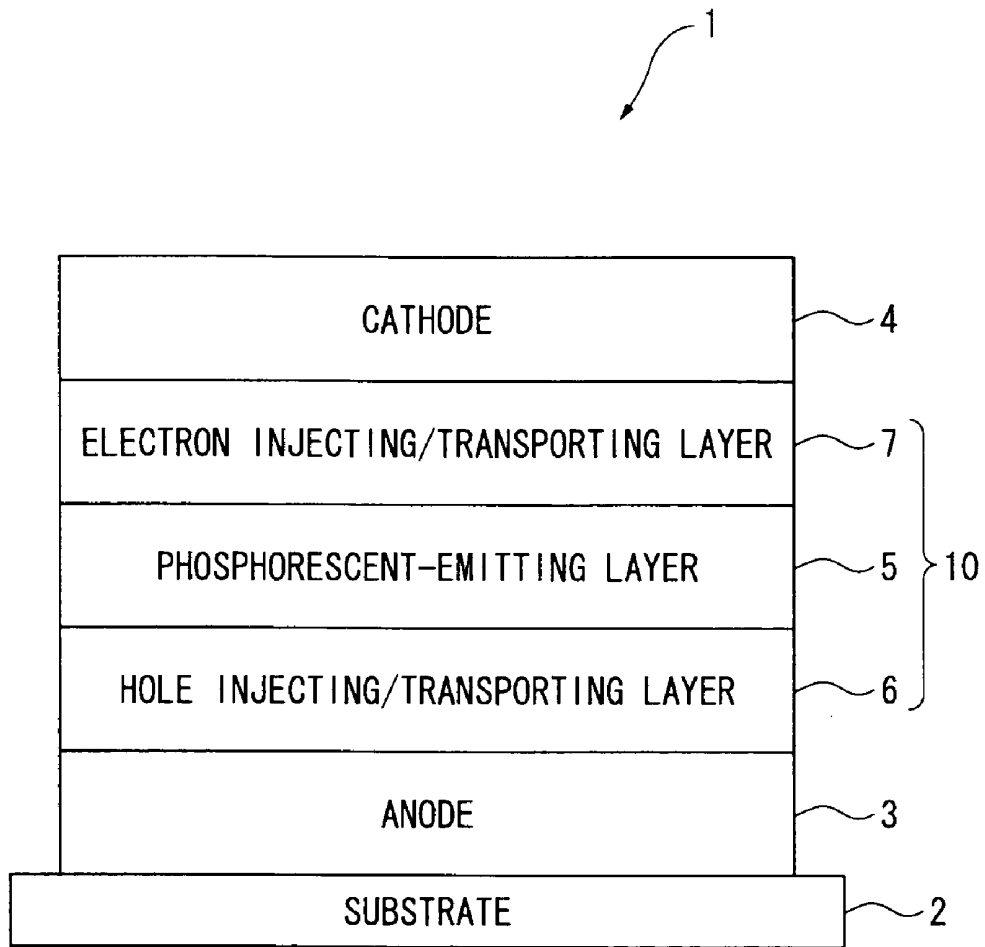 1
CATHODE 4
ELECTRON INJECTING/TRANSPORTING LAYER 7
PHOSPHORESCENT-EMITTING LAYER 5 10
HOLE INJECTING/TRANSPORTING LAYER 6
ANODE 3
SUBSTRATE 2